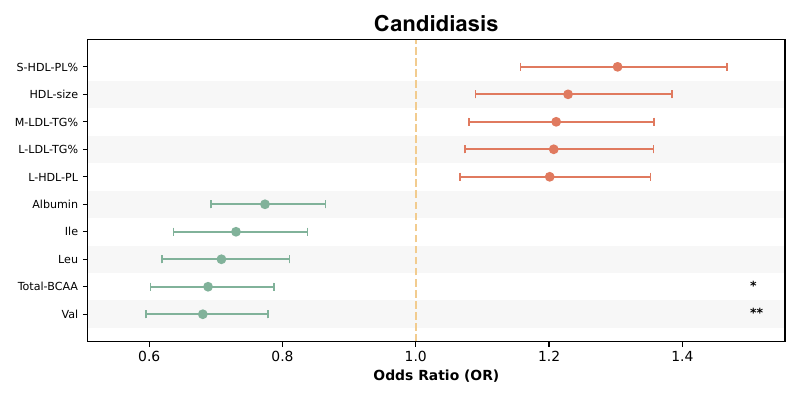 Candidiasis
S-HDL-PL%
HDL-size
M-LDL-TG%
L-LDL-TG%
L-HDL-PL
Albumin
Ile
Leu
Total-BCAA *
Val **
0.6 0.8 1.0 1.2 1.4
Odds Ratio (OR)